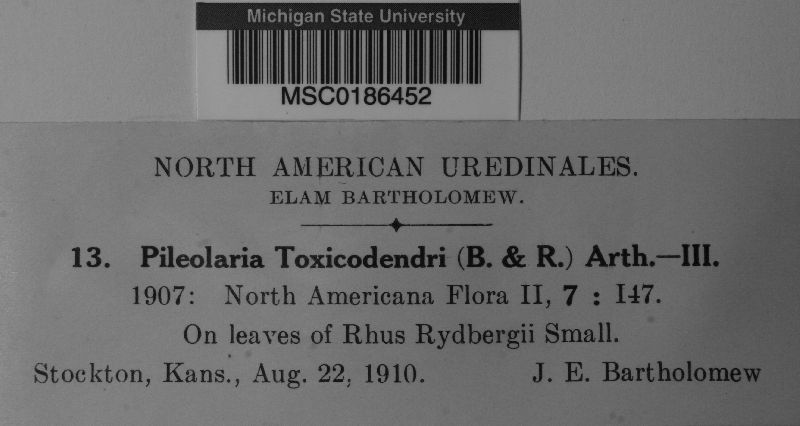 Michigan State University
MSC0186452
NORTH AMERICAN UREDINALES.
ELAM BARTHOLOMEW.
13. Pileolaria Toxicodendri (B. & R.) Arth.—III.
1907: North Americana Flora II, 7 : 147.
On leaves of Rhus Rydbergii Small.
Stockton, Kans., Aug. 22, 1910. J. E. Bartholomew